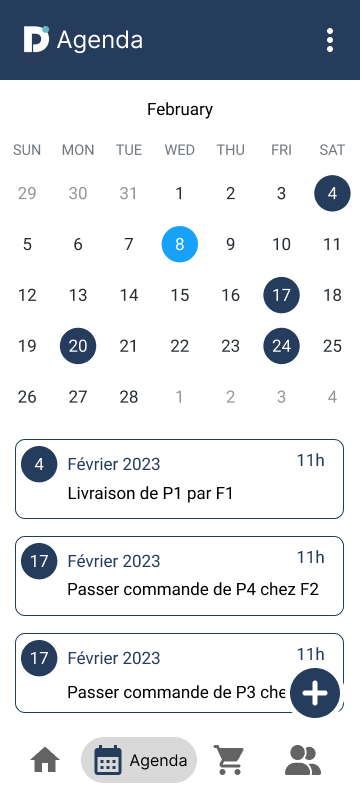 D Agenda
February
SUN MON TUE WED THU FRI SAT
29 30 31 1 2 3 4
5 6 7 8 9 10 11
12 13 14 15 16 17 18
19 20 21 22 23 24 25
26 27 28 1 2 3 4
4 Février 2023 11h
Livraison de P1 par F1
17 Février 2023 11h
Passer commande de P4 chez F2
17 Février 2023 11h
Passer commande de P3 che
Agenda